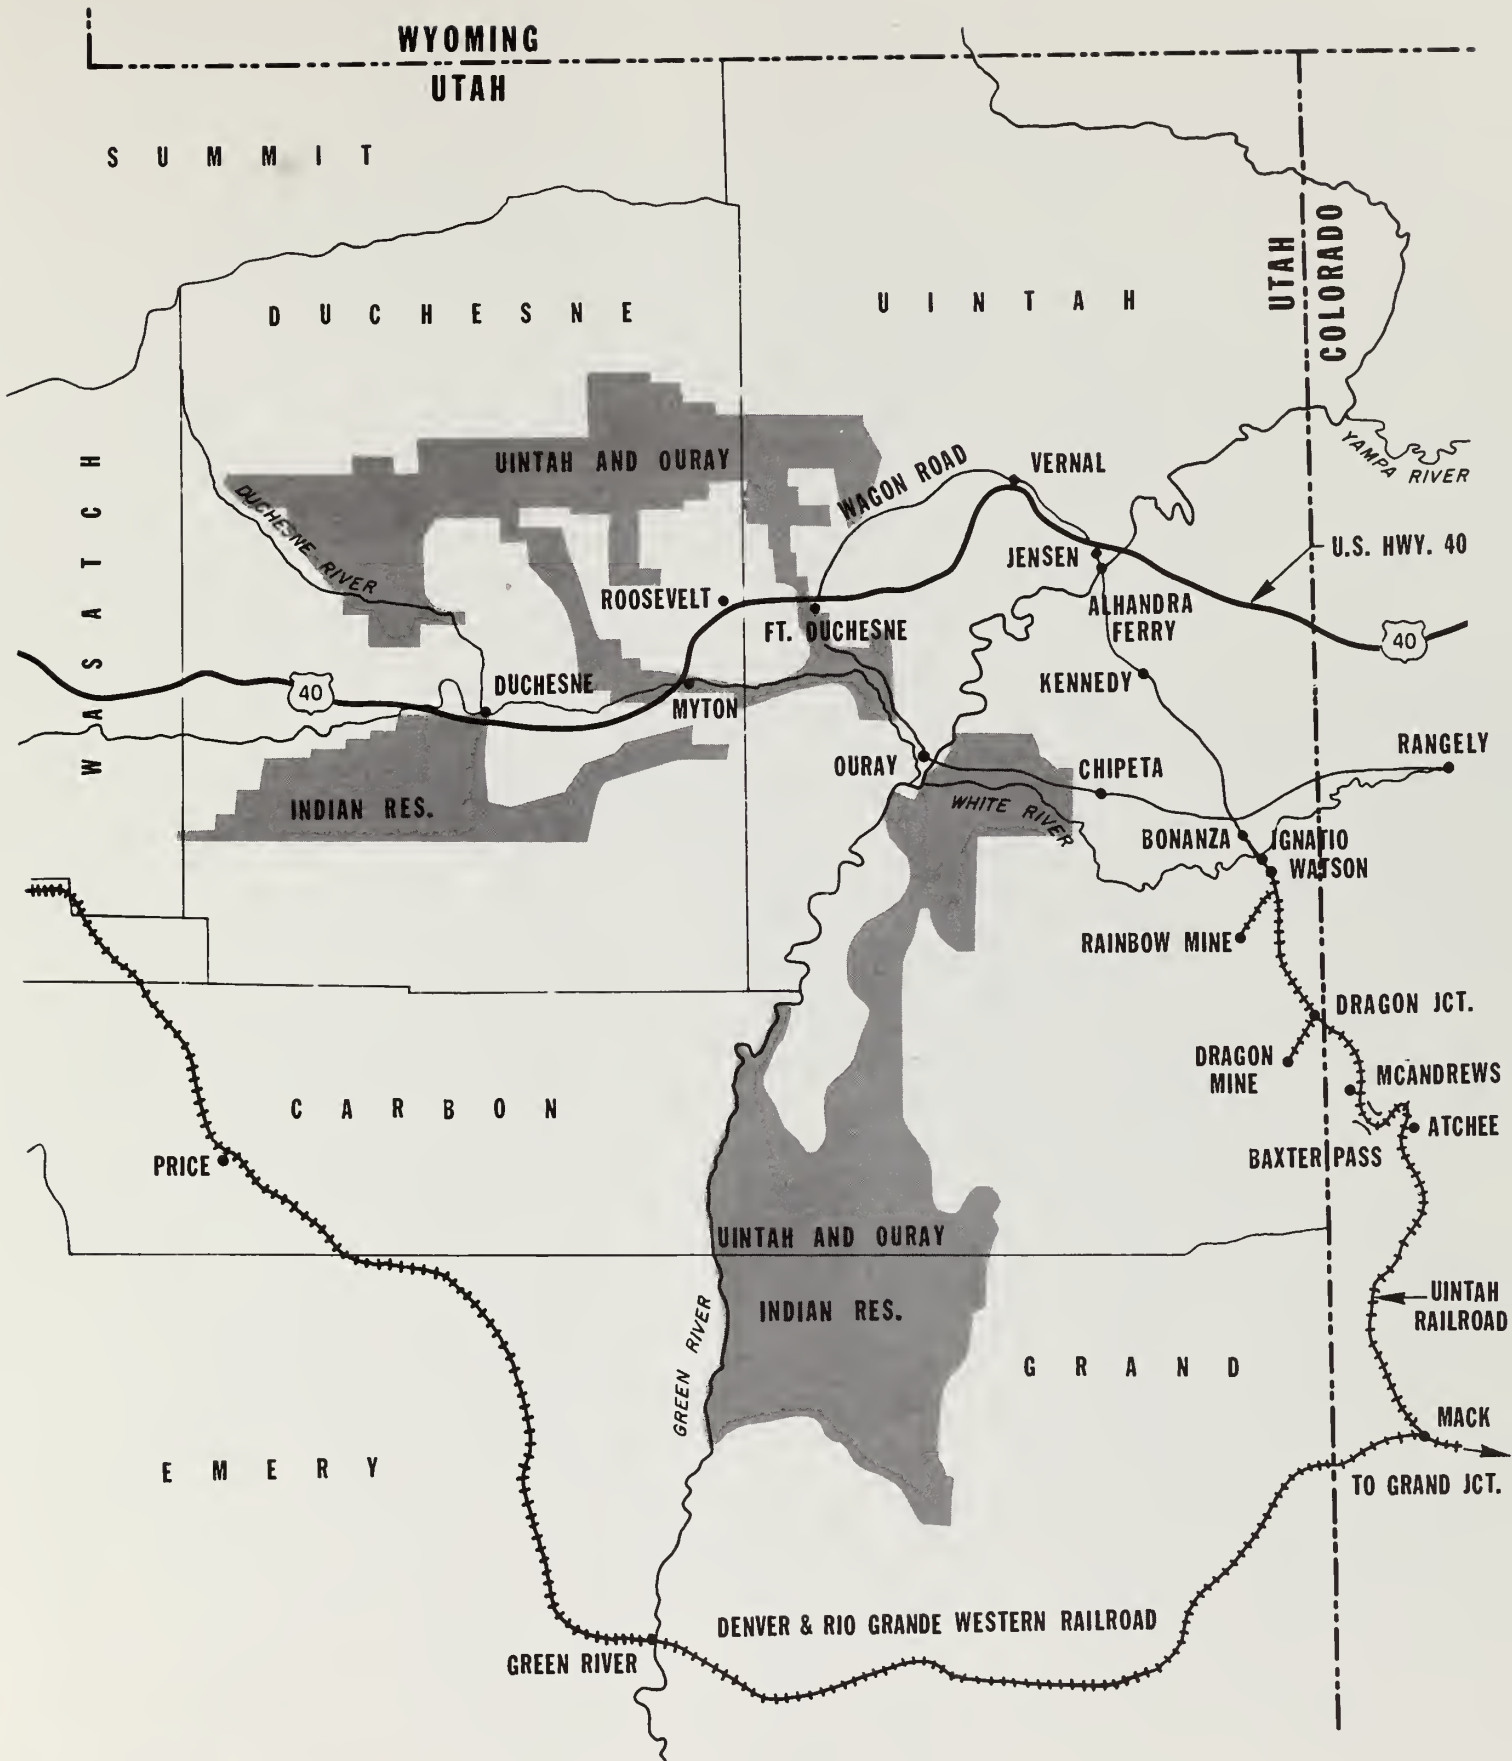 WYOMING
UTAH
SUMMIT
UTAH
COLORADO
DUCHESNE
UINTAH
WASATCH
UINTAH AND OURAY
WAGON ROAD
VERNAL
YAMPA RIVER
DUCHESNE RIVER
U.S. HWY. 40
JENSEN
ROOSEVELT
ALHANDRA
FERRY
FT. DUCHESNE
40
KENNEDY
40
DUCHESNE
MYTON
RANGELY
OURAY
CHIPETA
INDIAN RES.
WHITE RIVER
BONANZA
IGNATIO
WATSON
RAINBOW MINE
DRAGON JCT.
DRAGON
MINE
MCANDREWS
CARBON
ATCHEE
BAXTER PASS
PRICE
UINTAH AND OURAY
INDIAN RES.
UINTAH
RAILROAD
GREEN RIVER
GRAND
MACK
EMERY
TO GRAND JCT.
DENVER & RIO GRANDE WESTERN RAILROAD
GREEN RIVER